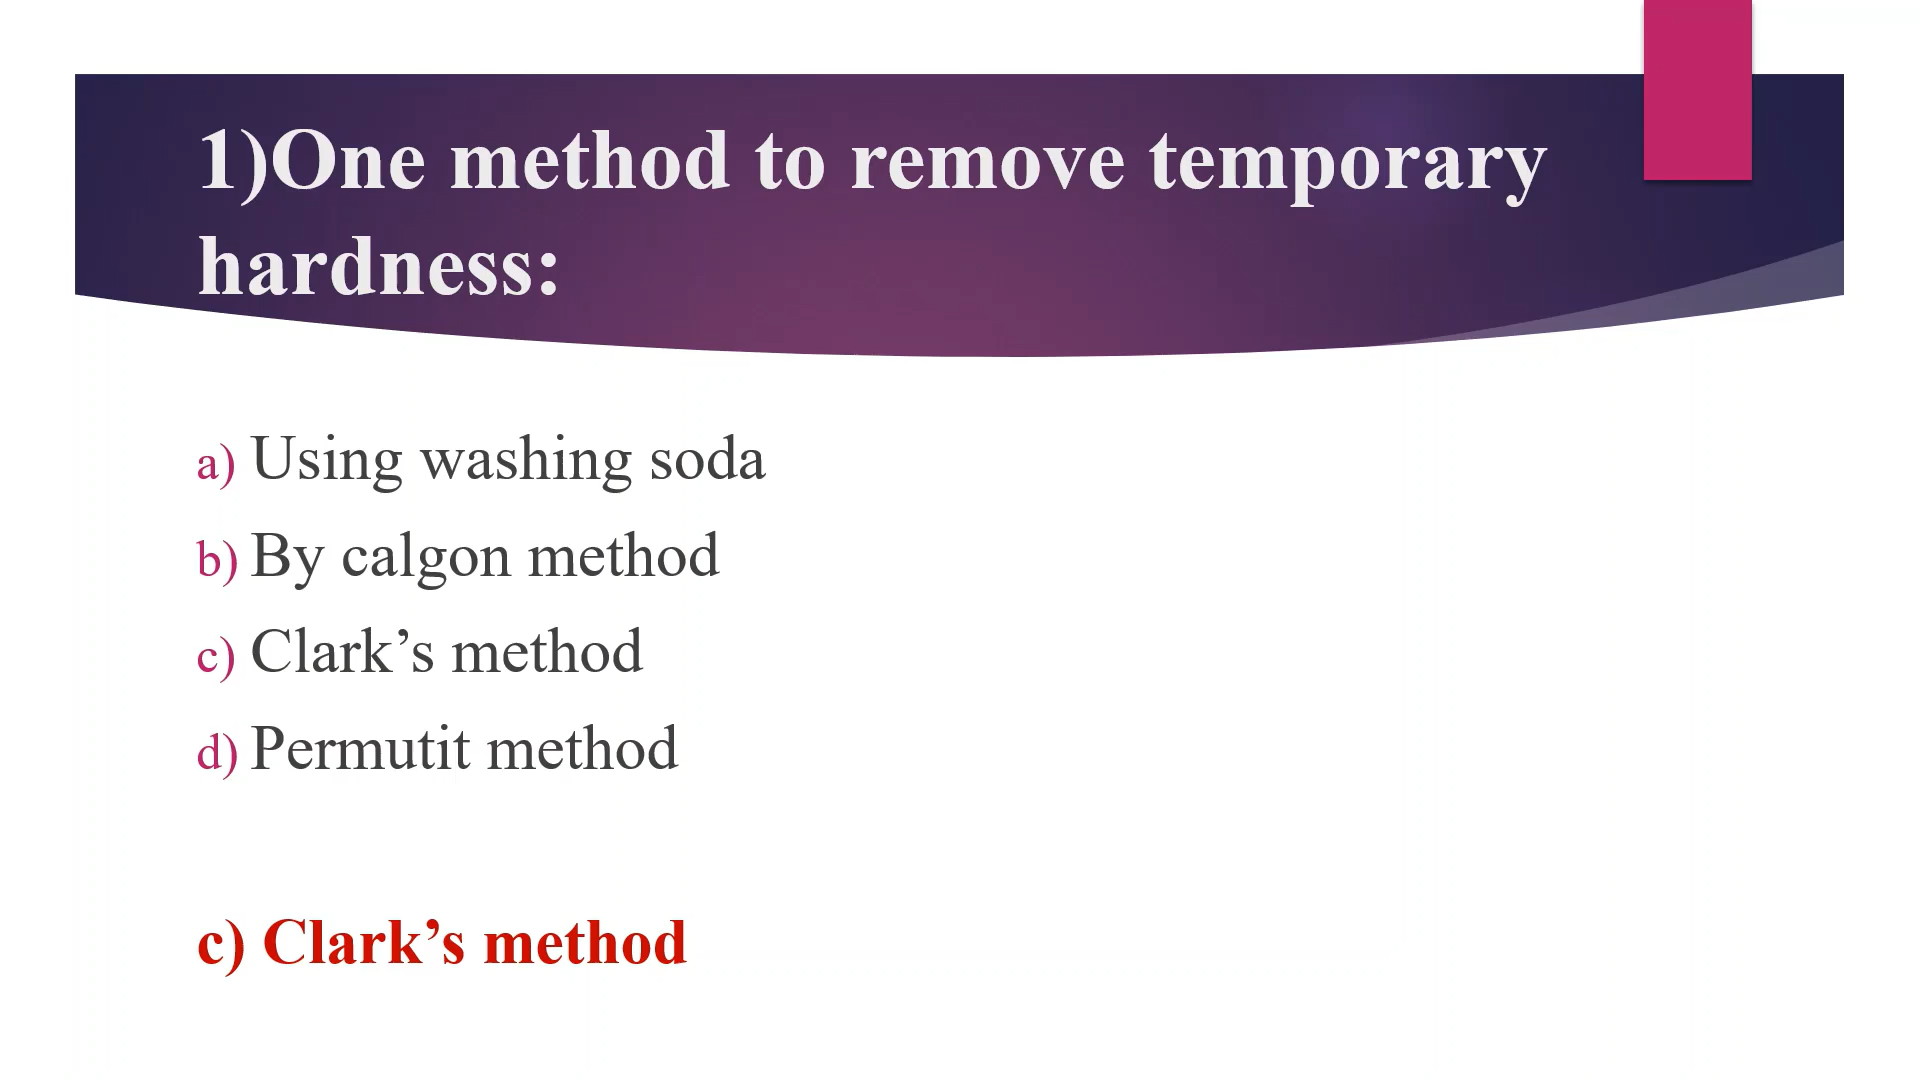 1)One method to remove temporary
hardness:
a) Using washing soda
b) By calgon method
c) Clark’s method
d) Permutit method
c) Clark’s method